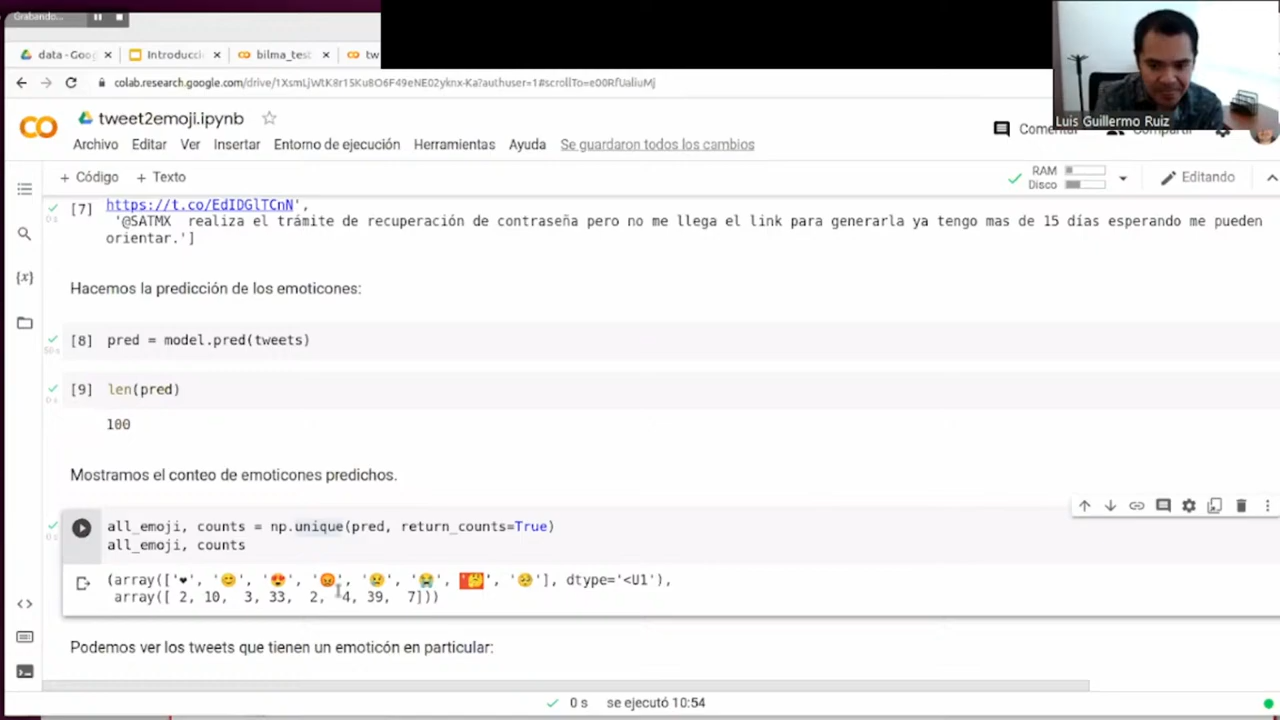 Grabando...
data - Goo
Introducci
bilma_test
tw
colab.research.google.com/drive/1XsmLjWtK8r15Ku8O6F49eNE02yknx-Ka?authuser=1#scrollTo=e00RfUaliuMj
Luis Guillermo Ruiz
tweet2emoji.ipynb
Archivo Editar Ver Insertar Entorno de ejecución Herramientas Ayuda Se guardaron todos los cambios
+ Código + Texto
RAM
Disco
Editando
[7] https://t.co/EdIDGlTCnN',
'@SATMX realiza el trámite de recuperación de contraseña pero no me llega el link para generarla ya tengo mas de 15 días esperando me pueden
orientar.']
Hacemos la predicción de los emoticones:
[8] pred = model.pred(tweets)
[9] len(pred)
100
Mostramos el conteo de emoticones predichos.
all_emoji, counts = np.unique(pred, return_counts=True)
all_emoji, counts
(array(['❤', '😊', '😍', '😡', '😢', '😭', '🤔', '🥺'], dtype='<U1'),
array([ 2, 10, 3, 33, 2, 4, 39, 7]))
Podemos ver los tweets que tienen un emoticón en particular:
0 s se ejecutó 10:54